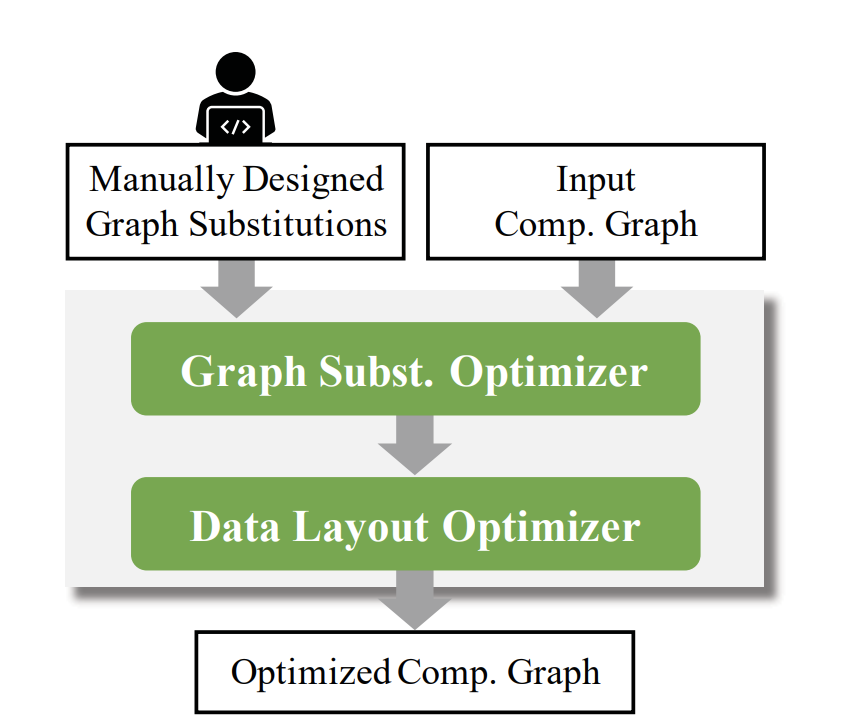 </>
Manually Designed
Graph Substitutions
Input
Comp. Graph
Graph Subst. Optimizer
Data Layout Optimizer
Optimized Comp. Graph